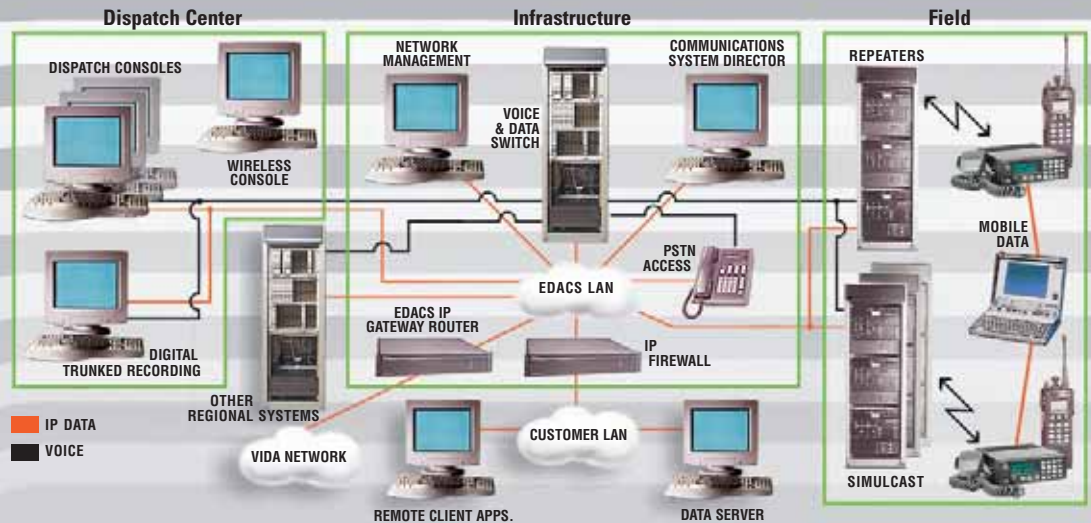 Dispatch Center
Infrastructure
Field
DISPATCH CONSOLES
WIRELESS
CONSOLE
DIGITAL
TRUNKED RECORDING
NETWORK
MANAGEMENT
VOICE
& DATA
SWITCH
COMMUNICATIONS
SYSTEM DIRECTOR
PSTN
ACCESS
EDACS LAN
EDACS IP
GATEWAY ROUTER
IP
FIREWALL
OTHER
REGIONAL SYSTEMS
REPEATERS
MOBILE
DATA
SIMULCAST
IP DATA
VOICE
VIDA NETWORK
CUSTOMER LAN
REMOTE CLIENT APPS.
DATA SERVER